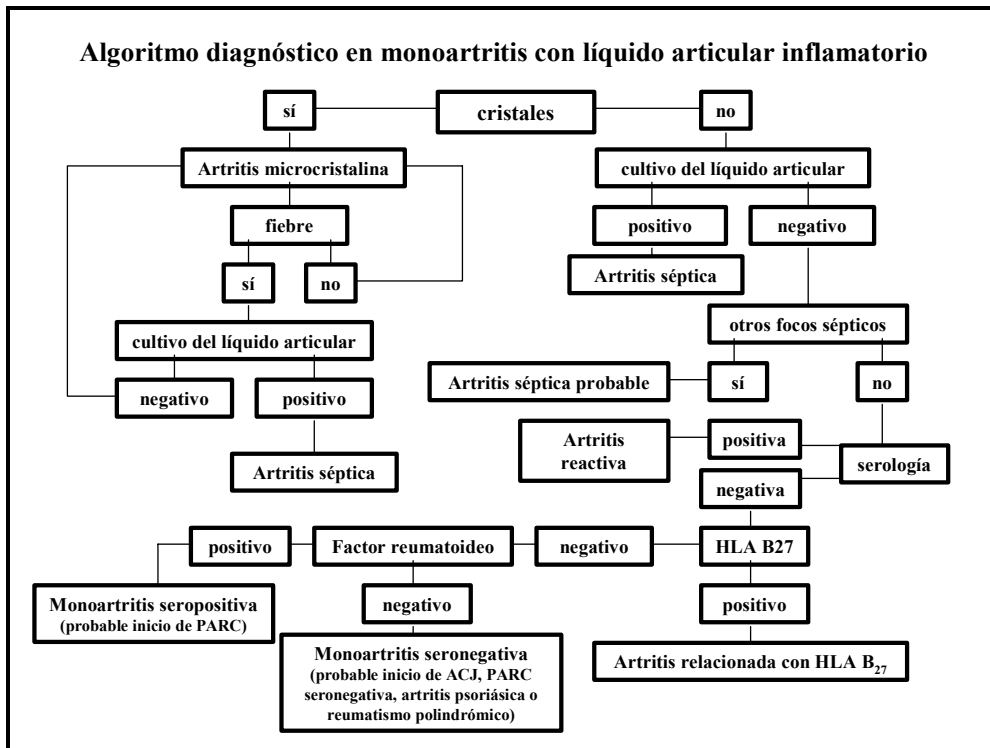 Algoritmo diagnóstico en monoartritis con líquido articular inflamatorio
sí
cristales
no
Artritis microcristalina
fiebre
sí
no
cultivo del líquido articular
negativo
positivo
Artritis séptica
cultivo del líquido articular
positivo
negativo
Artritis séptica
otros focos sépticos
Artritis séptica probable
sí
no
Artritis
reactiva
positiva
serología
negativa
positivo
Factor reumatoideo
negativo
HLA B27
Monoartritis seropositiva
(probable inicio de PARC)
negativo
positivo
Monoartritis seronegativa
(probable inicio de ACJ, PARC
seronegativa, artritis psoriásica o
reumatismo polindrómico)
Artritis relacionada con HLA B27